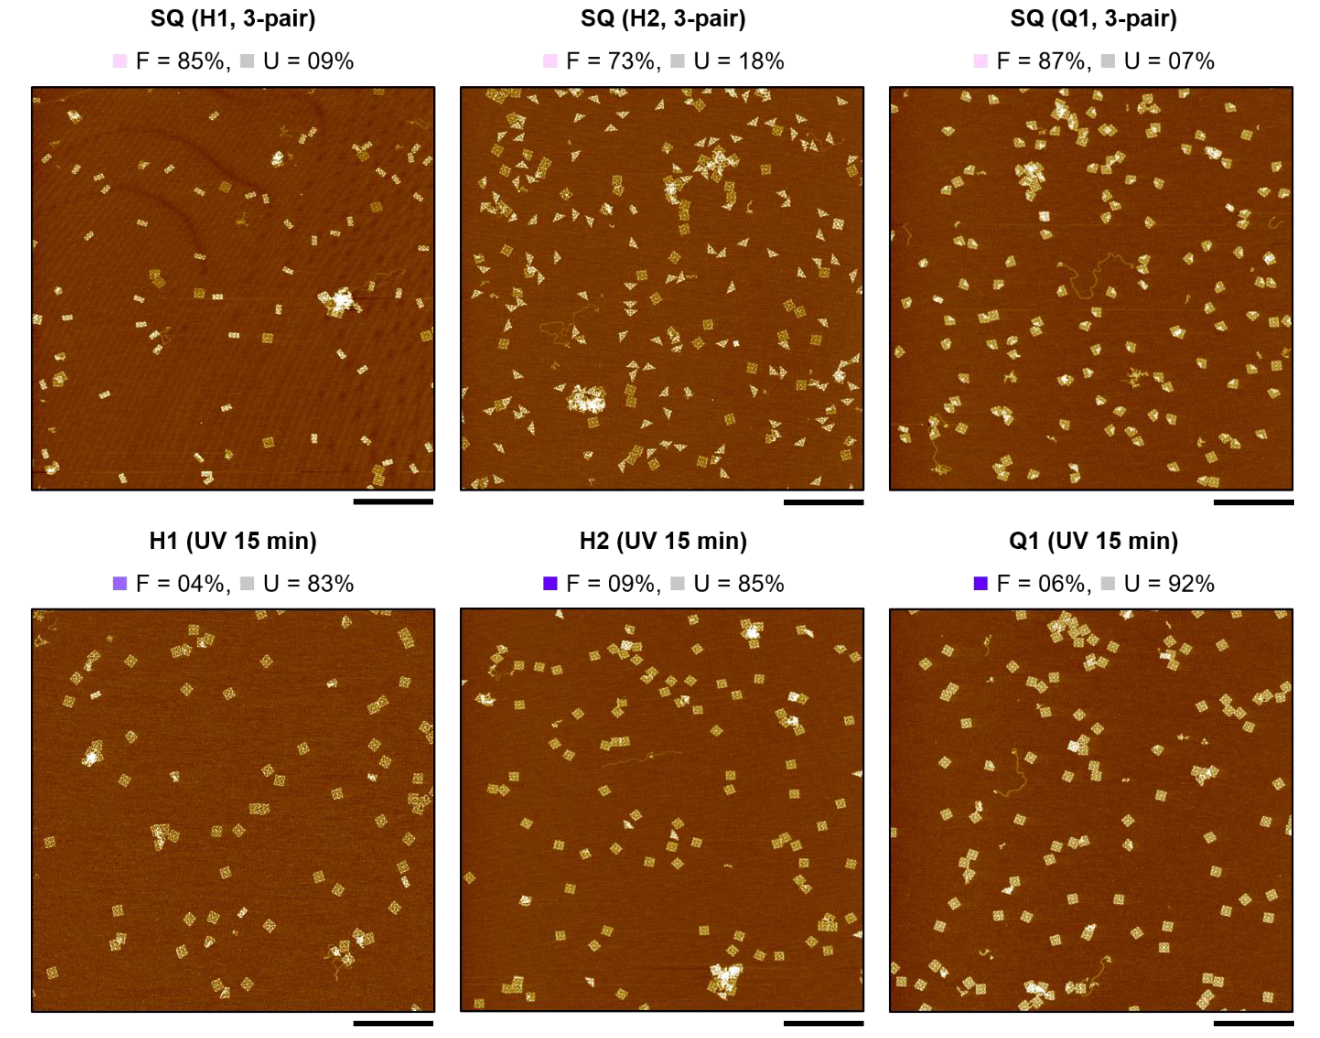 SQ (H1, 3-pair)
F = 85%, U = 09%
SQ (H2, 3-pair)
F = 73%, U = 18%
SQ (Q1, 3-pair)
F = 87%, U = 07%
H1 (UV 15 min)
F = 04%, U = 83%
H2 (UV 15 min)
F = 09%, U = 85%
Q1 (UV 15 min)
F = 06%, U = 92%